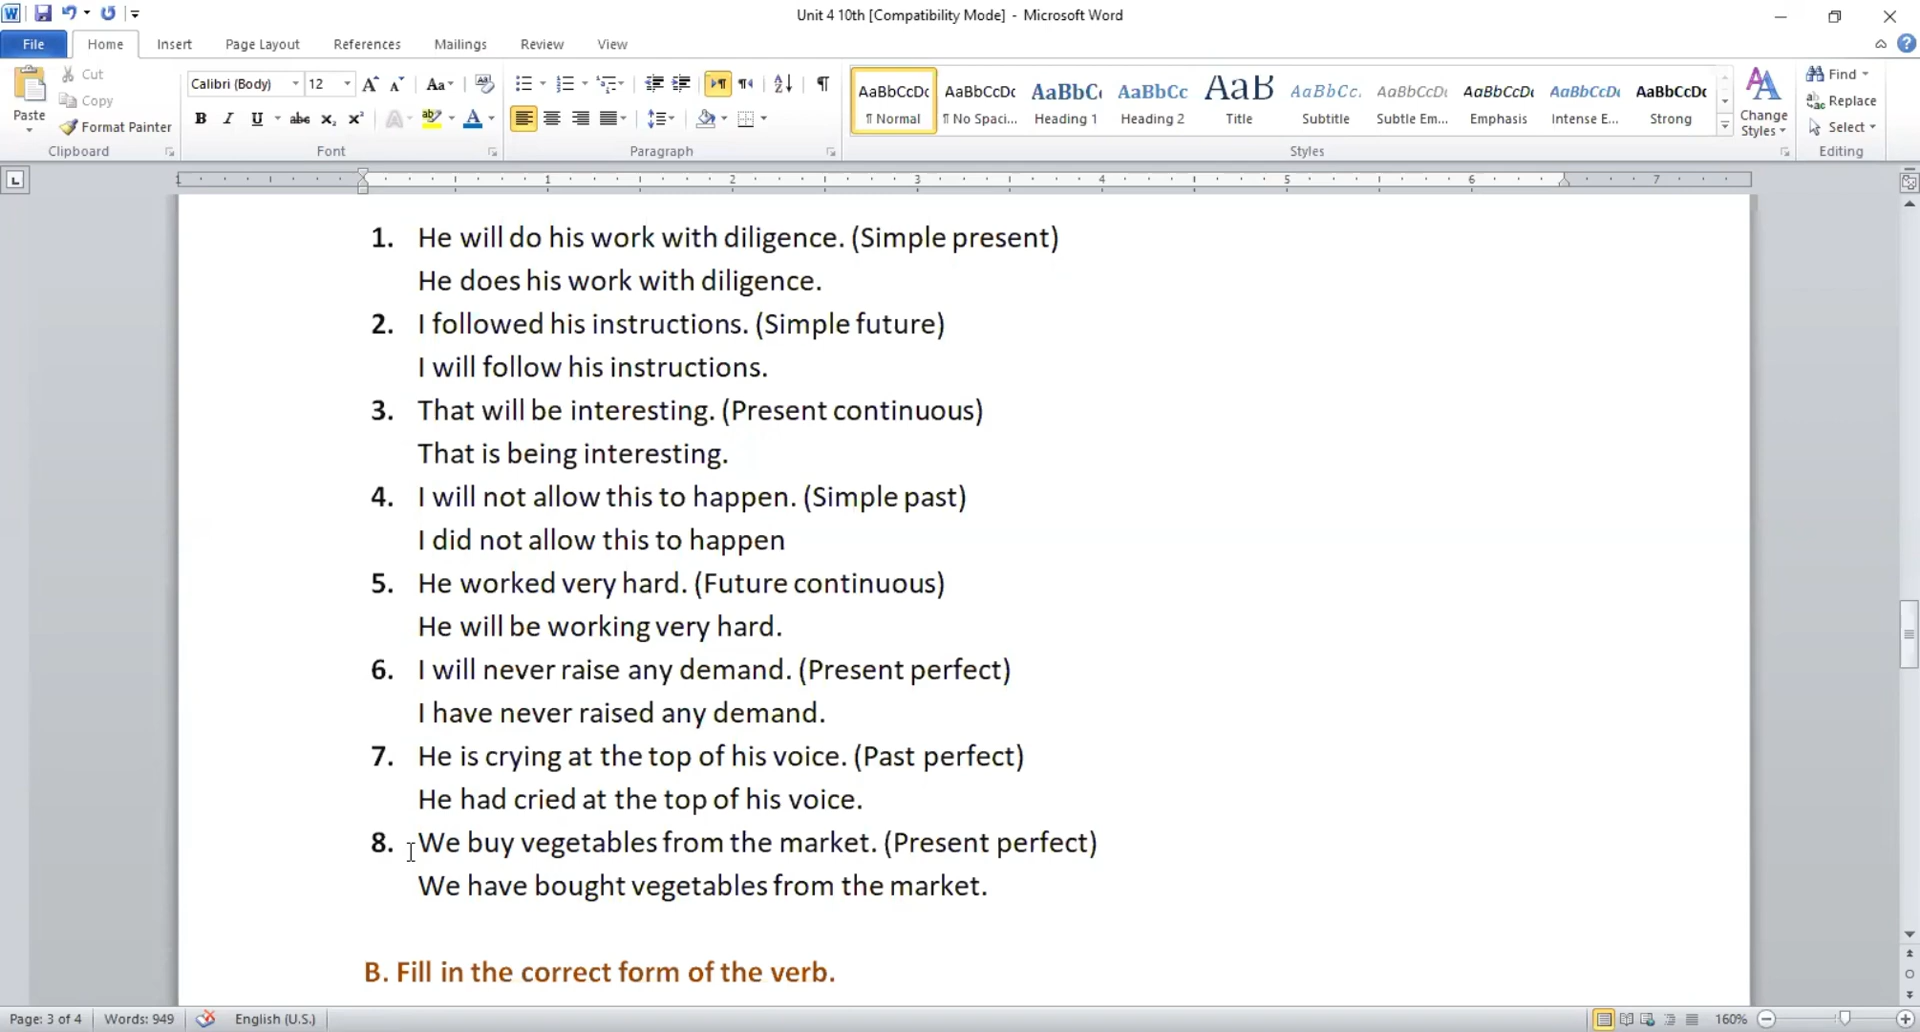 Unit 4 10th [Compatibility Mode] - Microsoft Word
File Home Insert Page Layout References Mailings Review View
Paste
Cut
Copy
Format Painter
Clipboard
Calibri (Body) 12
Font
Paragraph
AaBbCcDc AaBbCcDc AaBbC AaBbCc AaB AaBbCc. AaBbCcDc AaBbCcDc AaBbCcDc AaBbCcDc
¶ Normal ¶ No Spaci... Heading 1 Heading 2 Title Subtitle Subtle Em... Emphasis Intense E... Strong
Styles
Change Styles
Find
Replace
Select
Editing
1 1 2 3 4 5 6 7
1. He will do his work with diligence. (Simple present)
He does his work with diligence.
2. I followed his instructions. (Simple future)
I will follow his instructions.
3. That will be interesting. (Present continuous)
That is being interesting.
4. I will not allow this to happen. (Simple past)
I did not allow this to happen
5. He worked very hard. (Future continuous)
He will be working very hard.
6. I will never raise any demand. (Present perfect)
I have never raised any demand.
7. He is crying at the top of his voice. (Past perfect)
He had cried at the top of his voice.
8. We buy vegetables from the market. (Present perfect)
We have bought vegetables from the market.
B. Fill in the correct form of the verb.
Page: 3 of 4 Words: 949 English (U.S.) 160%